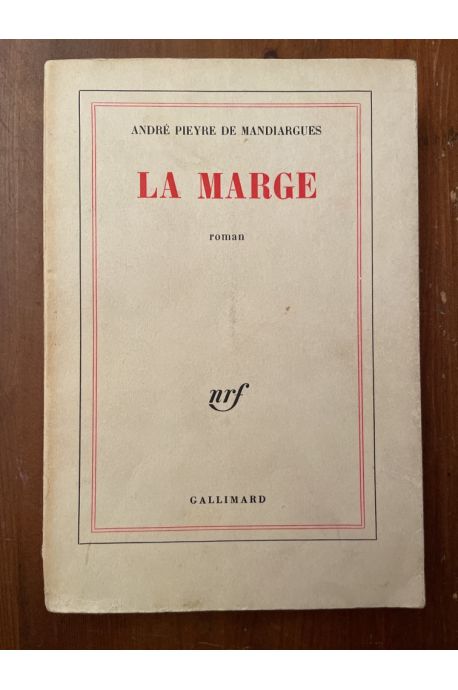 ANDRÉ PIEYRE DE MANDIARGUES
LA MARGE
roman
nrf
GALLIMARD